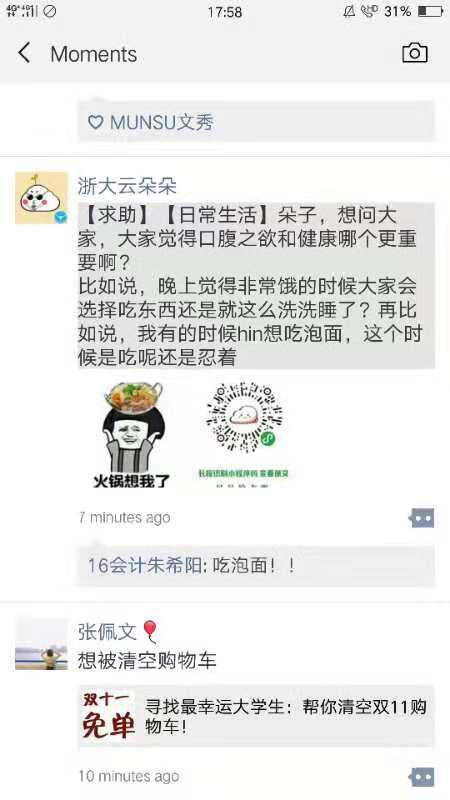 4G+
17:58
31%
Moments
MUNSU文秀
浙大云朵朵
【求助】【日常生活】朵子，想问大
家，大家觉得口腹之欲和健康哪个更重
要啊？
比如说，晚上觉得非常饿的时候大家会
选择吃东西还是就这么洗洗睡了？再比
如说，我有的时候hin想吃泡面，这个时
候是吃呢还是忍着
火锅想我了
7 minutes ago
16会计朱希阳: 吃泡面！！
张佩文
想被清空购物车
双十一
免单
寻找最幸运大学生：帮你清空双11购
物车！
10 minutes ago